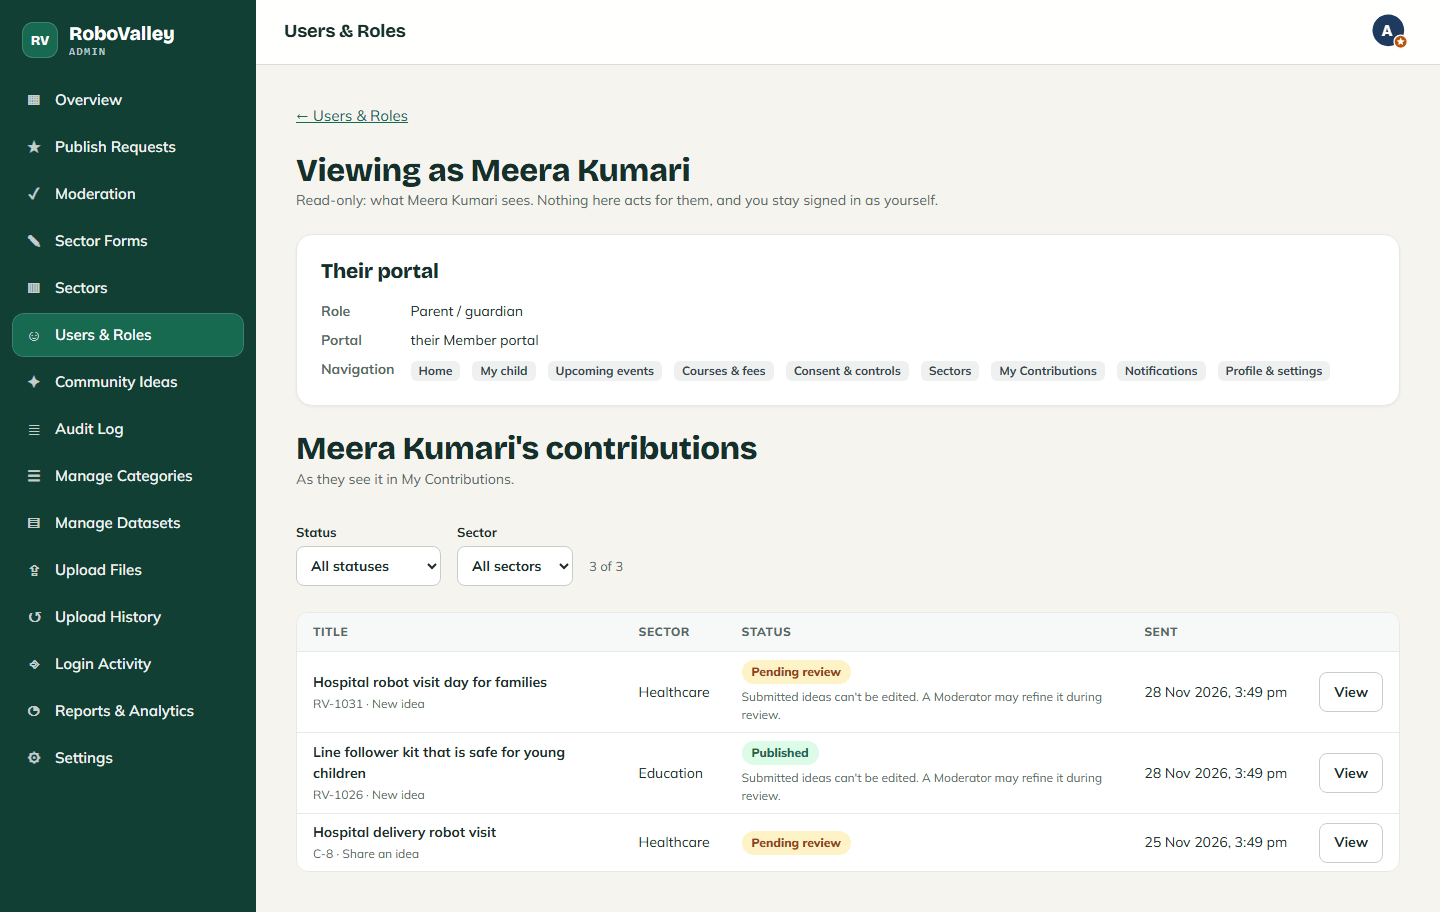 RV
RoboValley
ADMIN
Overview
Publish Requests
Moderation
Sector Forms
Sectors
Users & Roles
Community Ideas
Audit Log
Manage Categories
Manage Datasets
Upload Files
Upload History
Login Activity
Reports & Analytics
Settings
Users & Roles
A
← Users & Roles
Viewing as Meera Kumari
Read-only: what Meera Kumari sees. Nothing here acts for them, and you stay signed in as yourself.
Their portal
Role Parent / guardian
Portal their Member portal
Navigation Home My child Upcoming events Courses & fees Consent & controls Sectors My Contributions Notifications Profile & settings
Meera Kumari's contributions
As they see it in My Contributions.
Status Sector
All statuses All sectors 3 of 3
TITLE SECTOR STATUS SENT
Hospital robot visit day for families
RV-1031 · New idea
Healthcare
Pending review
Submitted ideas can't be edited. A Moderator may refine it during
review.
28 Nov 2026, 3:49 pm
View
Line follower kit that is safe for young
children
RV-1026 · New idea
Education
Published
Submitted ideas can't be edited. A Moderator may refine it during
review.
28 Nov 2026, 3:49 pm
View
Hospital delivery robot visit
C-8 · Share an idea
Healthcare
Pending review
25 Nov 2026, 3:49 pm
View